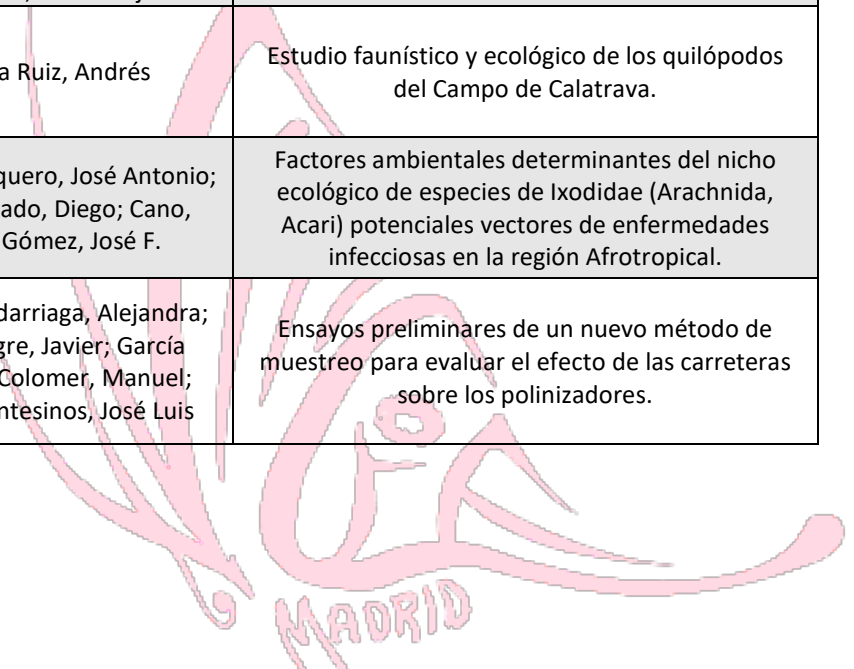 a Ruiz, Andrés
Estudio faunístico y ecológico de los quilópodos
del Campo de Calatrava.
quero, José Antonio;
ado, Diego; Cano,
Gómez, José F.
Factores ambientales determinantes del nicho
ecológico de especies de Ixodidae (Arachnida,
Acari) potenciales vectores de enfermedades
infecciosas en la región Afrotropical.
darriaga, Alejandra;
gre, Javier; García
Colomer, Manuel;
ntesinos, José Luis
Ensayos preliminares de un nuevo método de
muestreo para evaluar el efecto de las carreteras
sobre los polinizadores.
MADRID